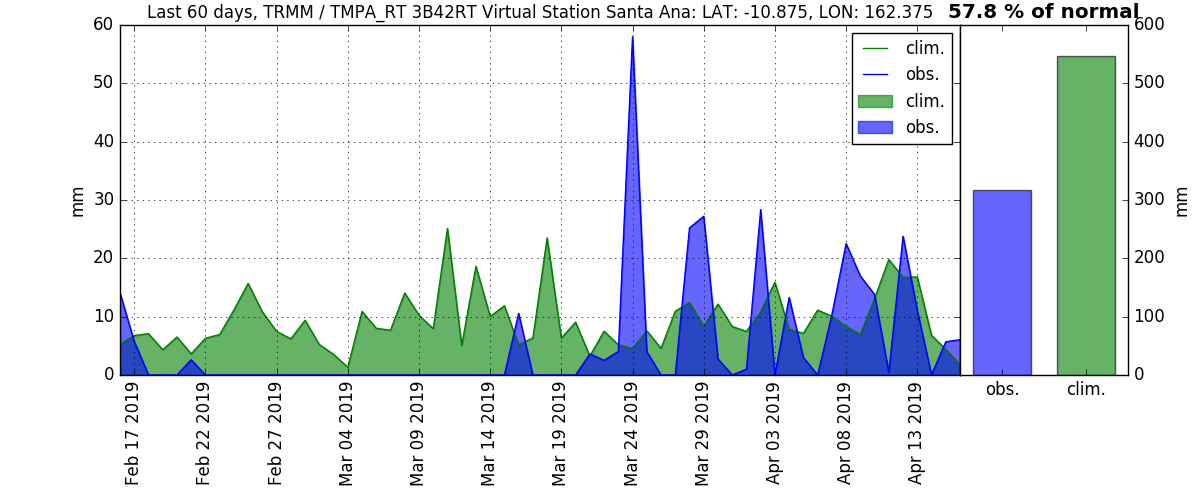 Last 60 days, TRMM / TMPA_RT 3B42RT Virtual Station Santa Ana: LAT: -10.875, LON: 162.375
57.8 % of normal
60
50
40
30
20
10
0
mm
clim.
obs.
clim.
obs.
600
500
400
300
200
100
0
mm
obs.
clim.
Feb 17 2019
Feb 22 2019
Feb 27 2019
Mar 04 2019
Mar 09 2019
Mar 14 2019
Mar 19 2019
Mar 24 2019
Mar 29 2019
Apr 03 2019
Apr 08 2019
Apr 13 2019